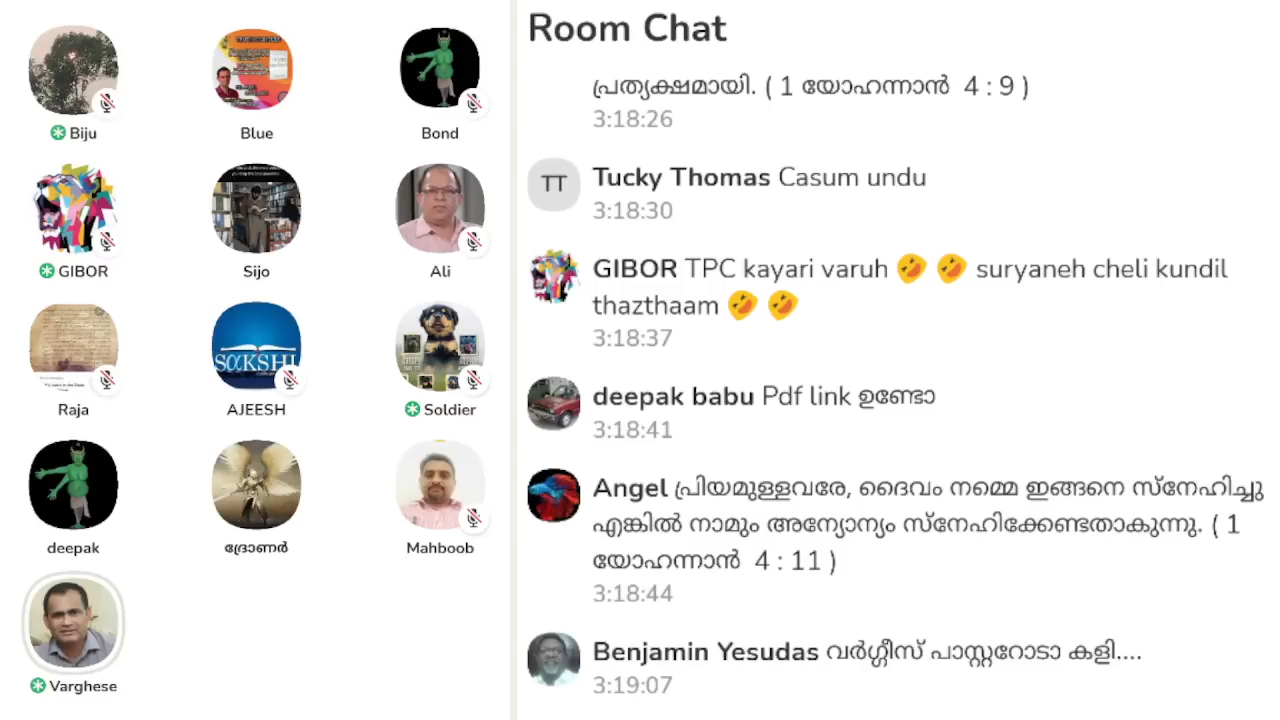 Room Chat
പ്രത്യക്ഷമായി. ( 1 യോഹന്നാൻ 4 : 9 )
3:18:26
TT
Tucky Thomas Casum undu
3:18:30
GIBOR TPC kayari varuh 🤣 🤣 suryaneh cheli kundil
thazthaam 🤣 🤣
3:18:37
deepak babu Pdf link ഉണ്ടോ
3:18:41
Angel പ്രിയമുള്ളവരേ, ദൈവം നമ്മെ ഇങ്ങനെ സ്നേഹിച്ചു
എങ്കിൽ നാമും അന്യോന്യം സ്നേഹിക്കേണ്ടതാകുന്നു. ( 1
യോഹന്നാൻ 4 : 11 )
3:18:44
Benjamin Yesudas വർഗ്ഗീസ് പാസ്റ്ററോടാ കളി....
3:19:07
Biju
Blue
Bond
GIBOR
Sijo
Ali
Raja
SαKSHI
AJEESH
Soldier
deepak
ദ്രോണർ
Mahboob
Varghese